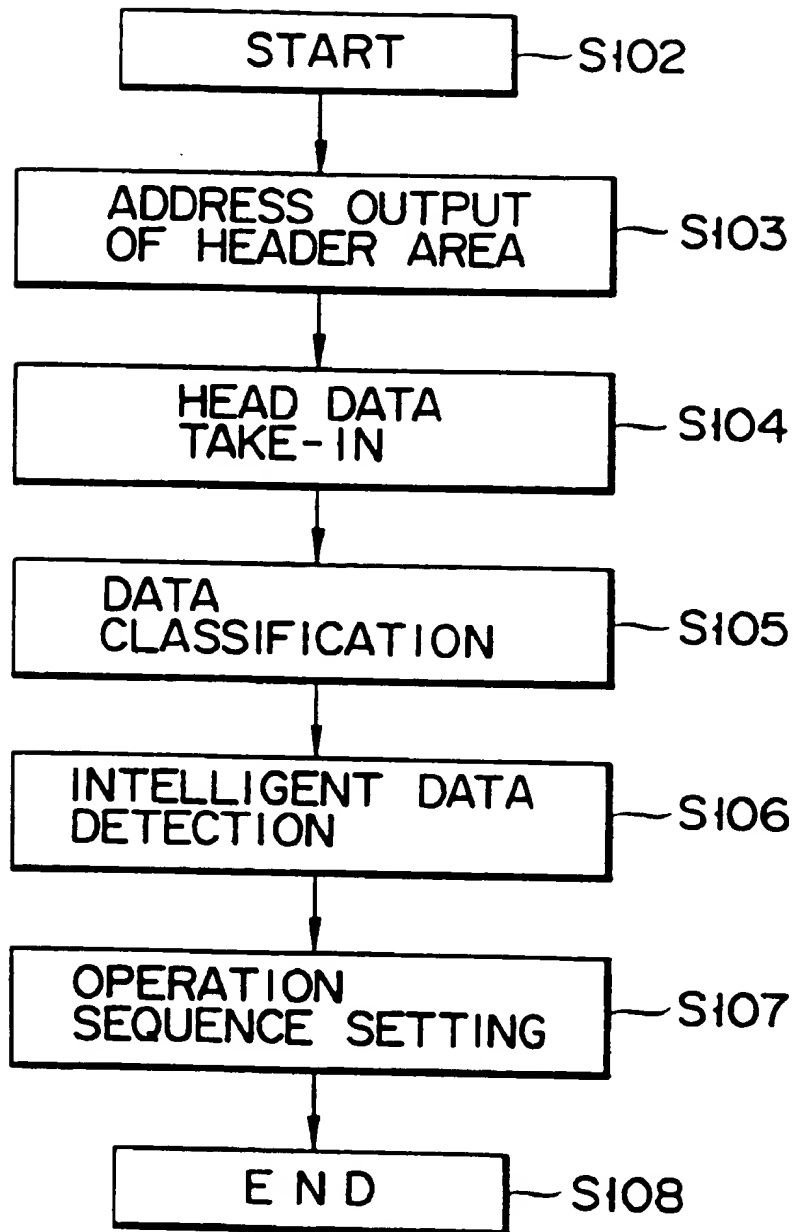 START
S102
ADDRESS OUTPUT
OF HEADER AREA
S103
HEAD DATA
TAKE-IN
S104
DATA
CLASSIFICATION
S105
INTELLIGENT DATA
DETECTION
S106
OPERATION
SEQUENCE SETTING
S107
END
S108